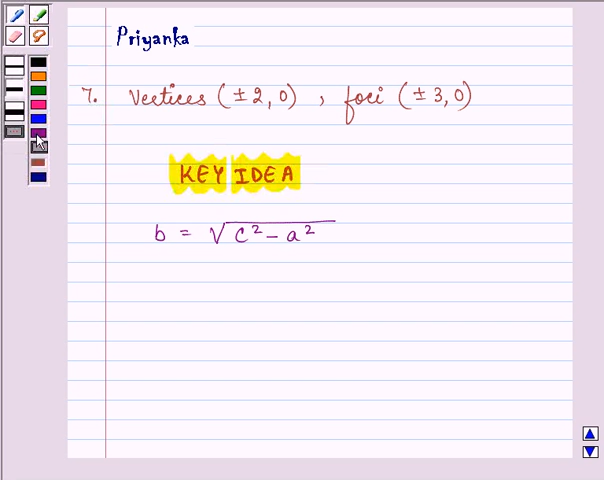 Priyanka
7. Vertices (±2, 0) , foci (±3, 0)
KEY IDEA
b = √c² − a²